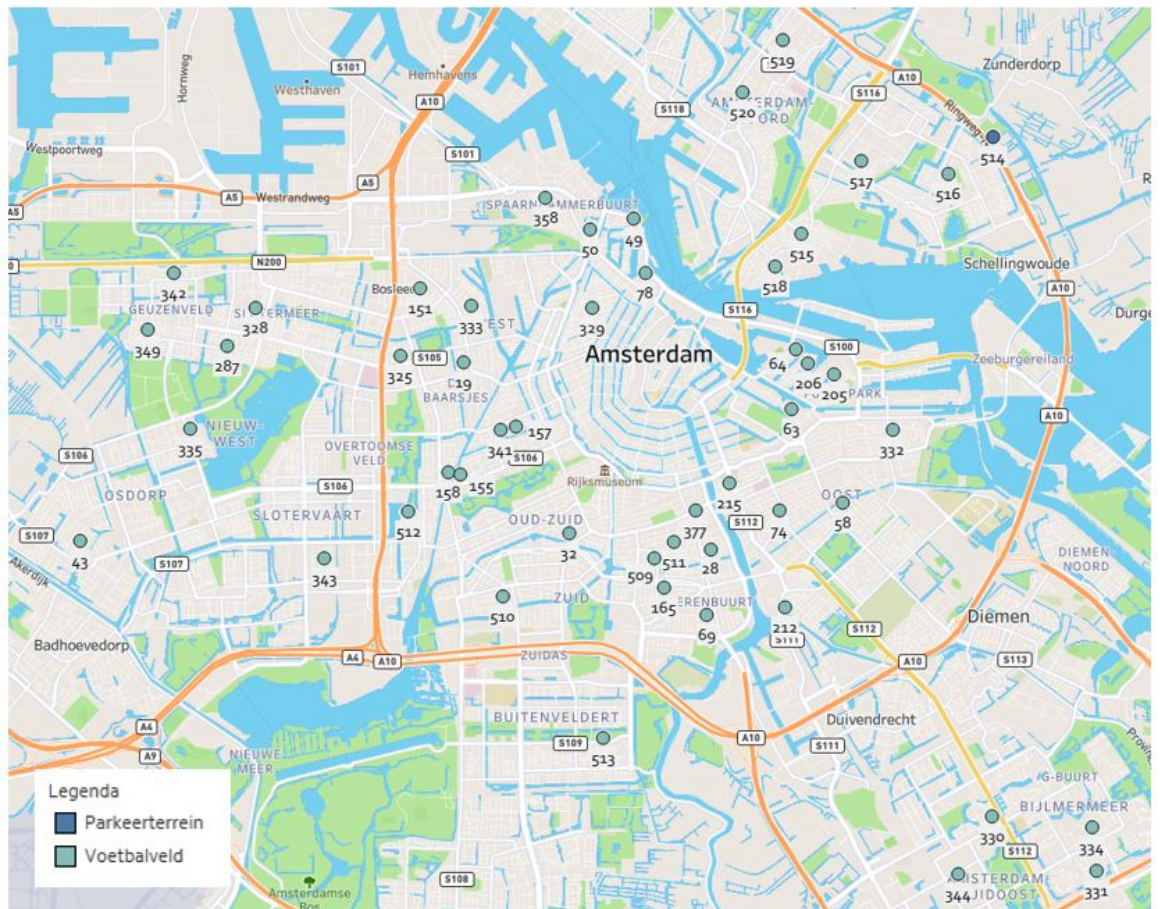 S101
Hemhavens
A10
Westhaven
Hornweg
519
A10
Zunderdorp
S116
S118
520
Ringweg
514
Westpoortweg
S101
A5
A5
Westrandweg
517
516
358
50
49
515
A5
N200
Schellingwoude
342
Bosleeu
151
78
518
A10
GEUZENVELD
328
333
329
S116
349
287
325
S105
19
BAARSJES
Amsterdam
64
S100
206
205
Zeeburgereiland
A10
63
335
NIEUW-
WEST
OVERTOOMSE
VELD
341
157
S106
332
S106
Rijksmuseum
OSDORP
S106
158
155
215
OOST
58
SLOTERVAART
512
OUD-ZUID
377
S112
74
S107
43
S107
Akerdijk
343
32
511
28
509
DIEMEN-
NOORD
510
ZUID
165
69
212
S111
S112
Diemen
Badhoevedorp
A4
A10
ZUIDAS
A10
S113
A4
A9
NIEUWE
MEER
BUITENVELDERT
S109
513
A10
S111
Duivendrecht
G-BUURT
BIJLMERMEER
330
S112
334
344
331
AMSTERDAM-
S108
Amsterdamse
Bos
Legenda
Parkeerterrein
Voetbalveld